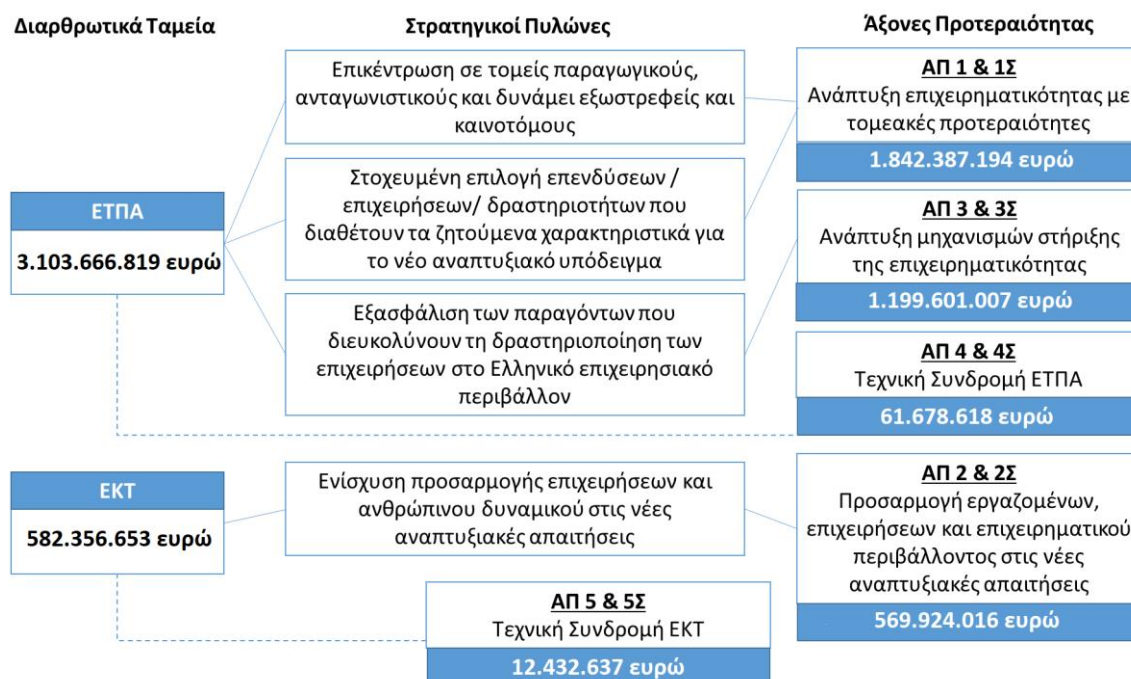 Διαρθρωτικά Ταμεία
Στρατηγικοί Πυλώνες
Άξονες Προτεραιότητας
ΕΤΠΑ
3.103.666.819 ευρώ
Επικέντρωση σε τομείς παραγωγικούς,
ανταγωνιστικούς και δυνάμει εξωστρεφείς και
καινοτόμους
Στοχευμένη επιλογή επενδύσεων /
επιχειρήσεων/ δραστηριοτήτων που
διαθέτουν τα ζητούμενα χαρακτηριστικά για
το νέο αναπτυξιακό υπόδειγμα
Εξασφάλιση των παραγόντων που
διευκολύνουν τη δραστηριοποίηση των
επιχειρήσεων στο Ελληνικό επιχειρησιακό
περιβάλλον
ΑΠ 1 & 1Σ
Ανάπτυξη επιχειρηματικότητας με
τομεακές προτεραιότητες
1.842.387.194 ευρώ
ΑΠ 3 & 3Σ
Ανάπτυξη μηχανισμών στήριξης
της επιχειρηματικότητας
1.199.601.007 ευρώ
ΑΠ 4 & 4Σ
Τεχνική Συνδρομή ΕΤΠΑ
61.678.618 ευρώ
ΕΚΤ
582.356.653 ευρώ
Ενίσχυση προσαρμογής επιχειρήσεων και
ανθρώπινου δυναμικού στις νέες
αναπτυξιακές απαιτήσεις
ΑΠ 2 & 2Σ
Προσαρμογή εργαζομένων,
επιχειρήσεων και επιχειρηματικού
περιβάλλοντος στις νέες
αναπτυξιακές απαιτήσεις
569.924.016 ευρώ
ΑΠ 5 & 5Σ
Τεχνική Συνδρομή ΕΚΤ
12.432.637 ευρώ